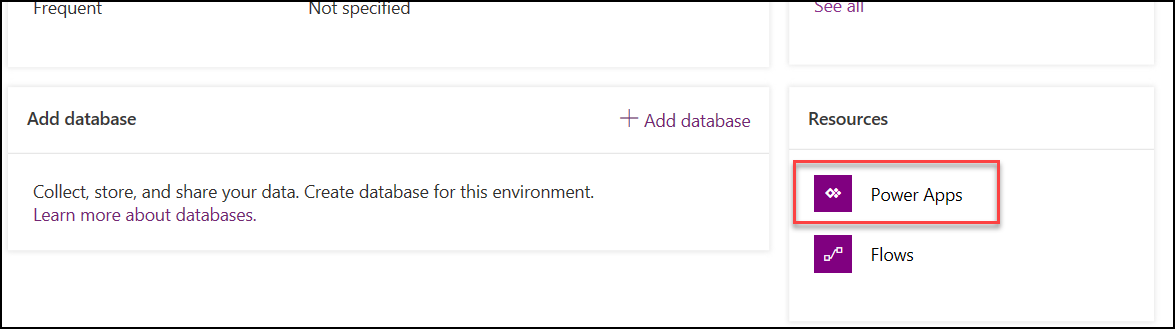 Frequent Not specified
See all
Add database
+ Add database
Collect, store, and share your data. Create database for this environment.
Learn more about databases.
Resources
Power Apps
Flows